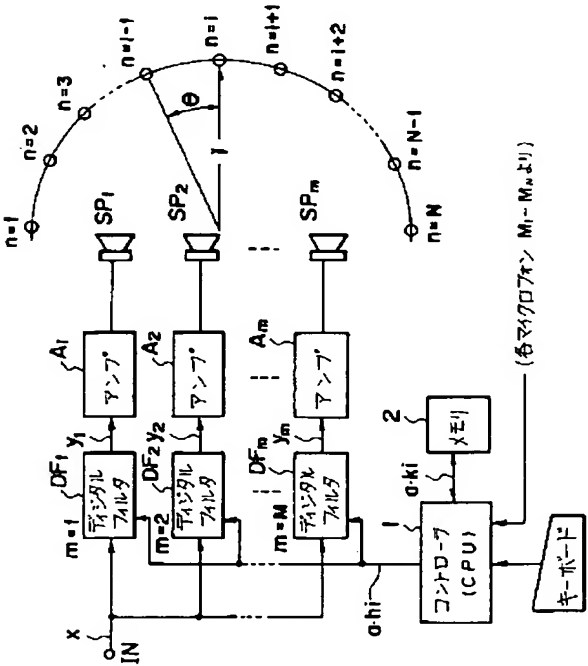 IN
x
m=1
DF1
ディジタル
フィルタ
y1
A1
アンプ
SP1
m=2
DF2
ディジタル
フィルタ
y2
A2
アンプ
SP2
m=M
DFm
ディジタル
フィルタ
ym
Am
アンプ
SPm
n=1
n=2
n=3
n=i-1
n=i
n=i+1
n=i+2
n=N-1
n=N
θ
γ
a·hi
1
コントローラ
(CPU)
a·ki
2
メモリ
キーボード
(各マイクロフォン M1-MNより)